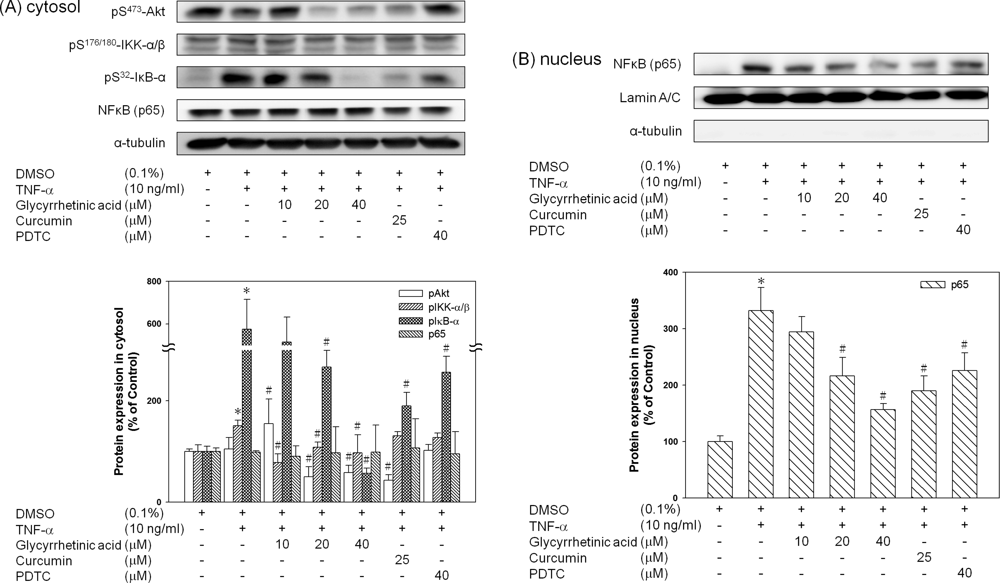 (A) cytosol
pS473-Akt
pS176/180-IKK-α/β
pS32-IκB-α
NFκB (p65)
α-tubulin
DMSO (0.1%) + + + + + + +
TNF-α (10 ng/ml) - + + + + + +
Glycyrrhetinic acid (μM) - - 10 20 40 - -
Curcumin (μM) - - - - - 25 -
PDTC (μM) - - - - - - 40
Protein expression in cytosol
(% of Control)
800
600
200
0
pAkt
pIKK-α/β
pIκB-α
p65
* * # # # # # # # # # # # #
DMSO (0.1%) + + + + + + +
TNF-α (10 ng/ml) - + + + + + +
Glycyrrhetinic acid (μM) - - 10 20 40 - -
Curcumin (μM) - - - - - 25 -
PDTC (μM) - - - - - - 40
(B) nucleus
NFκB (p65)
Lamin A/C
α-tubulin
DMSO (0.1%) + + + + + + +
TNF-α (10 ng/ml) - + + + + + +
Glycyrrhetinic acid (μM) - - 10 20 40 - -
Curcumin (μM) - - - - - 25 -
PDTC (μM) - - - - - - 40
Protein expression in nucleus
(% of Control)
400
300
200
100
0
p65
* # # # #
DMSO (0.1%) + + + + + + +
TNF-α (10 ng/ml) - + + + + + +
Glycyrrhetinic acid (μM) - - 10 20 40 - -
Curcumin (μM) - - - - - 25 -
PDTC (μM) - - - - - - 40